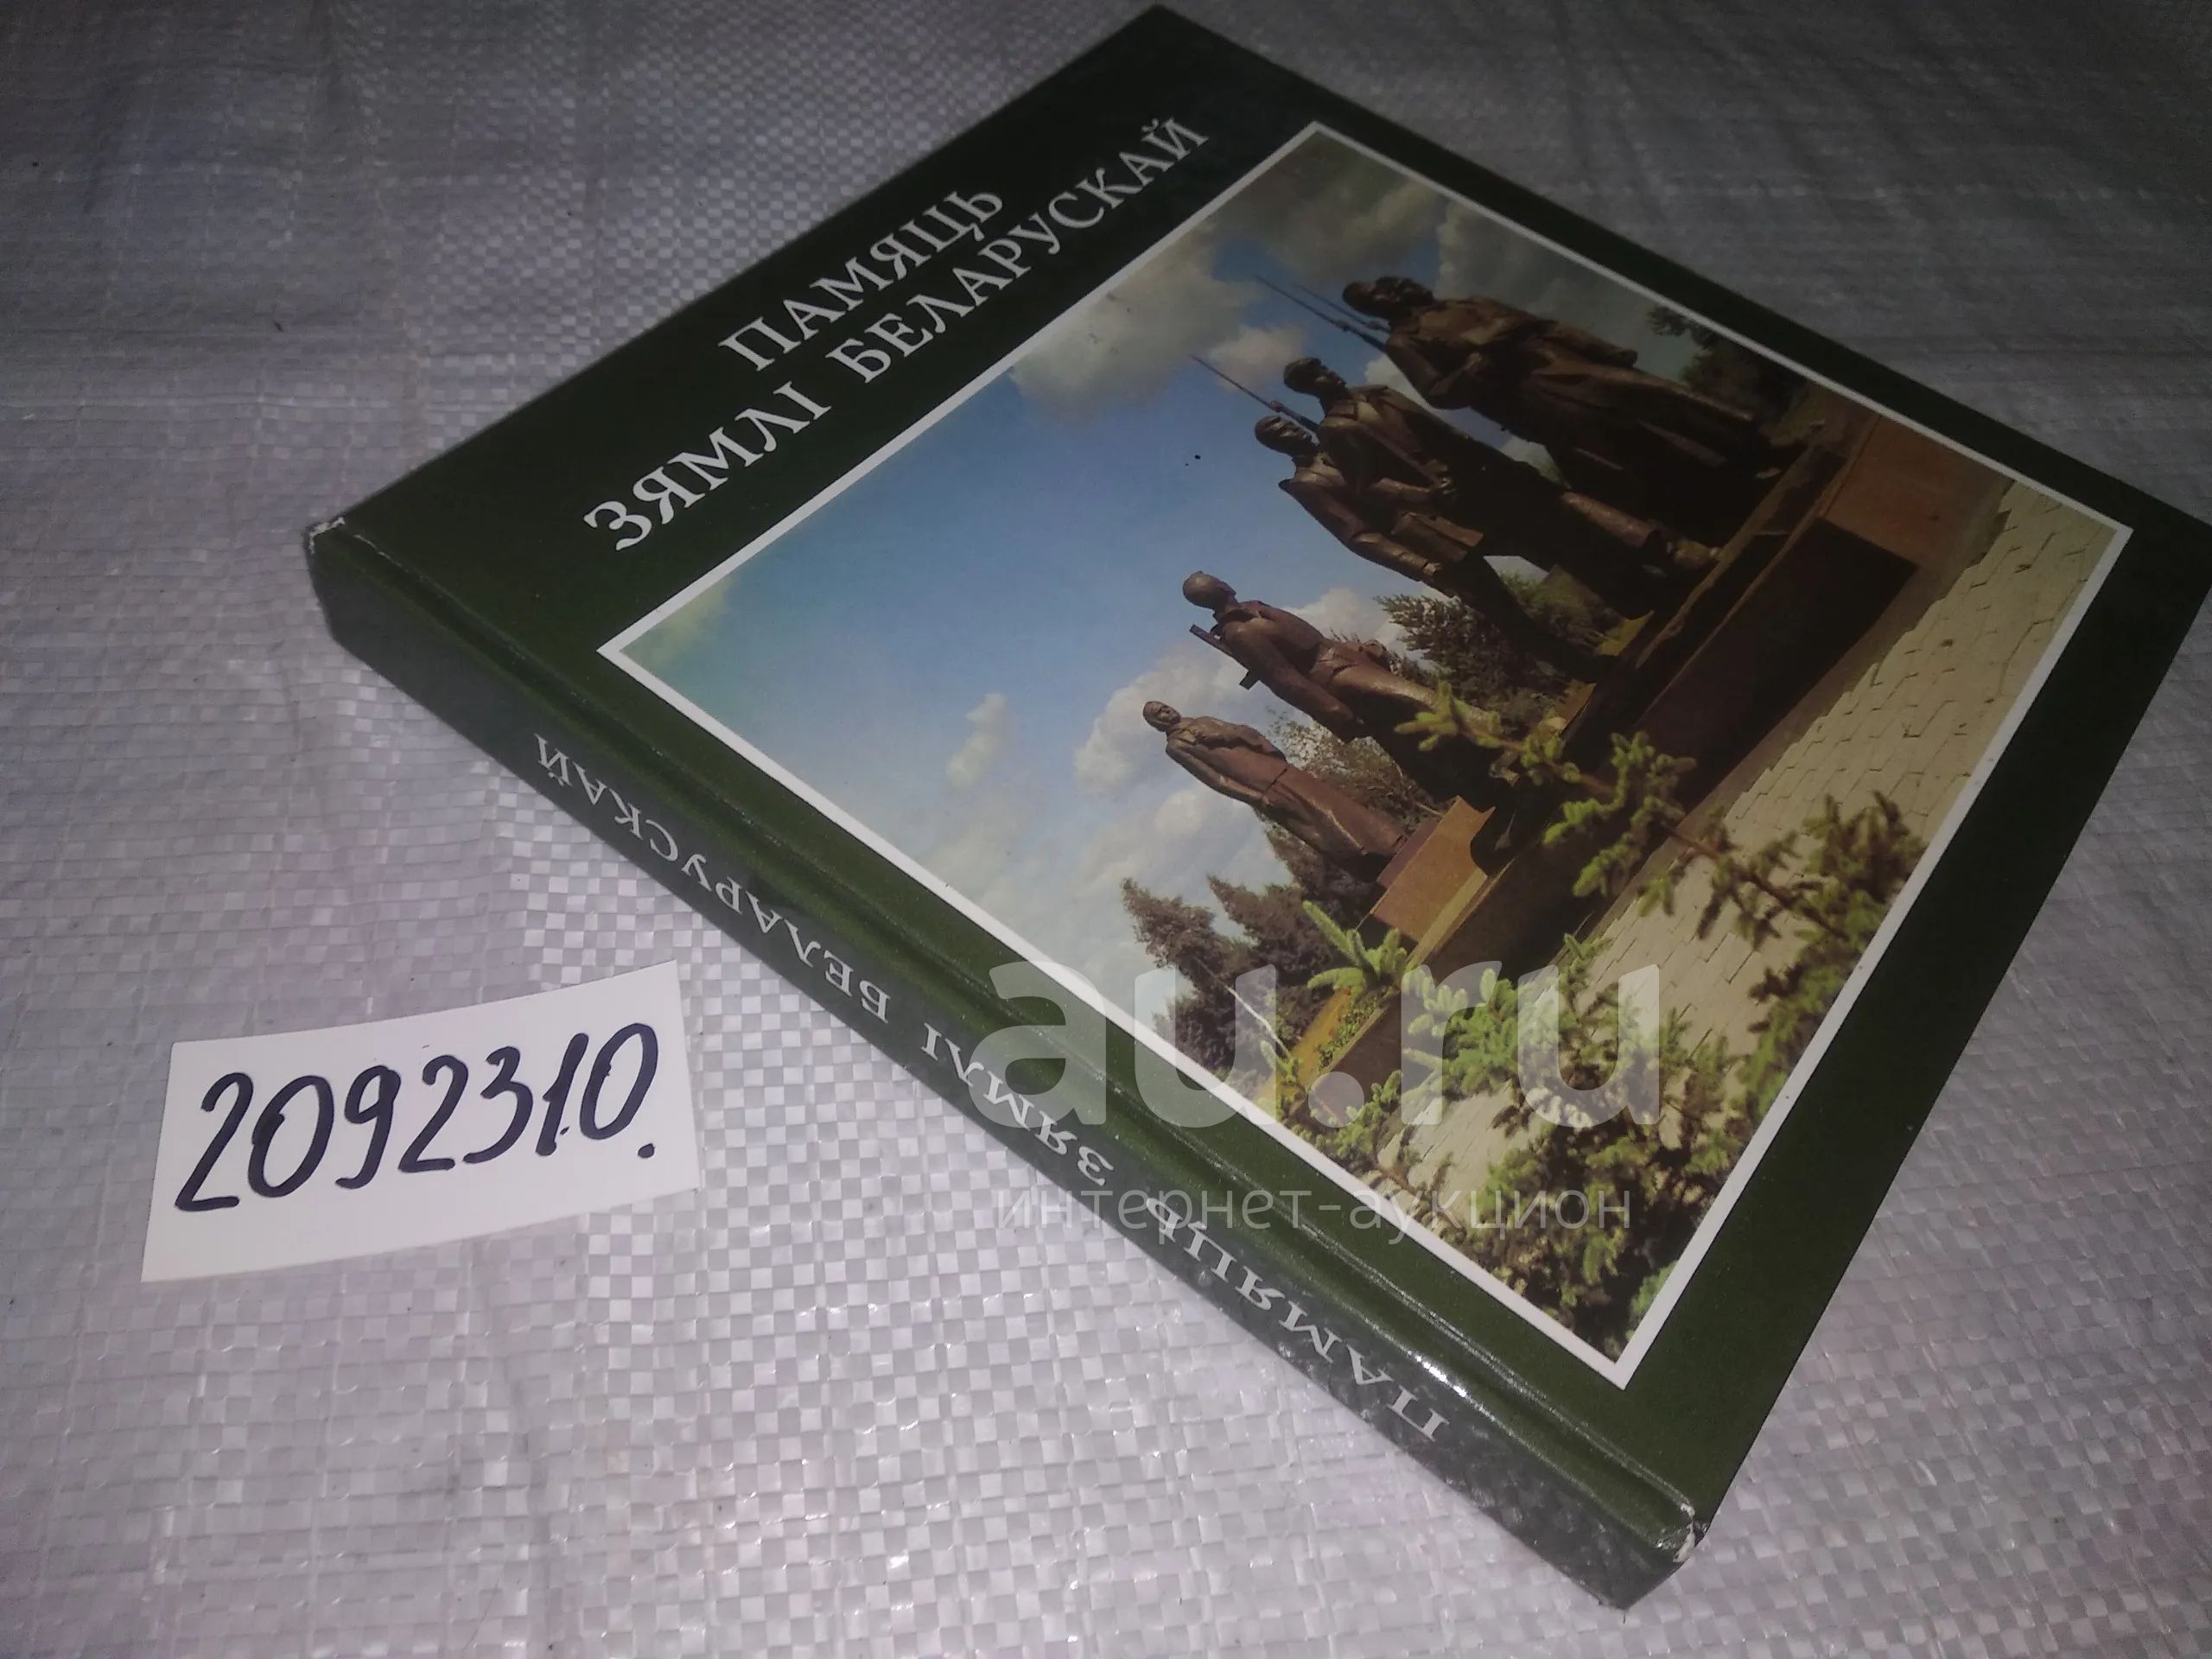 ПАМЯЦЬ
ЗЯМЛІ БЕЛАРУСКАЙ
ПАМЯЦЬ ЗЯМЛІ БЕЛАРУСКАЙ
2092310.
au.ru
интернет-аукцион